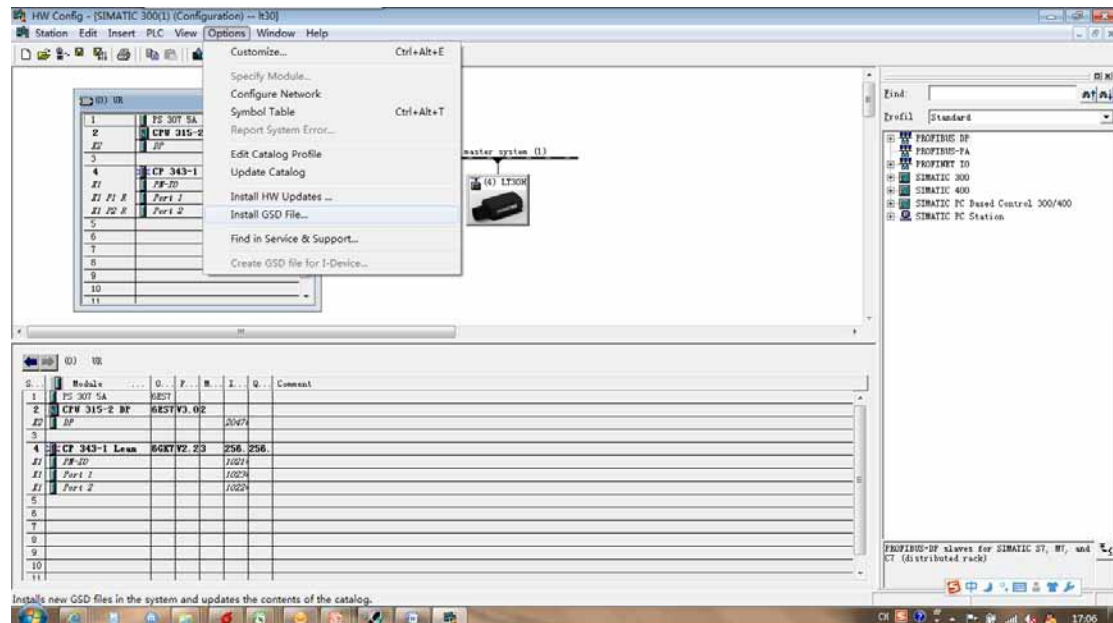 HW Config - [SIMATIC 300(1) (Configuration) -- lt30]
Station Edit Insert PLC View Options Window Help
Customize... Ctrl+Alt+E
Specify Module...
Configure Network
Symbol Table Ctrl+Alt+T
Report System Error...
Edit Catalog Profile
Update Catalog
Install HW Updates ...
Install GSD File...
Find in Service & Support...
Create GSD file for I-Device...
(0) UR
1 PS 307 5A
2 CPU 315-2
X2 DP
3
4 CP 343-1
X1 PN-IO
X1 P1 R Port 1
X1 P2 R Port 2
5
6
7
8
9
10
11
master system (1)
(4) LT30H
Find:
Profil Standard
PROFIBUS DP
PROFIBUS-PA
PROFINET IO
SIMATIC 300
SIMATIC 400
SIMATIC PC Based Control 300/400
SIMATIC PC Station
(0) UR
S... Module ... O... F... M... I... Q... Comment
1 PS 307 5A 6ES7
2 CPU 315-2 DP 6ES7 V3.0 2
X2 DP 2047
3
4 CP 343-1 Lean 6GK7 V2.2 3 256. 256.
X1 PN-IO 1021
X1 Port 1 1023
X1 Port 2 1022
5
6
7
8
9
10
11
PROFIBUS-DP slaves for SIMATIC S7, M7, and
C7 (distributed rack)
Installs new GSD files in the system and updates the contents of the catalog.
中
CH
17:06